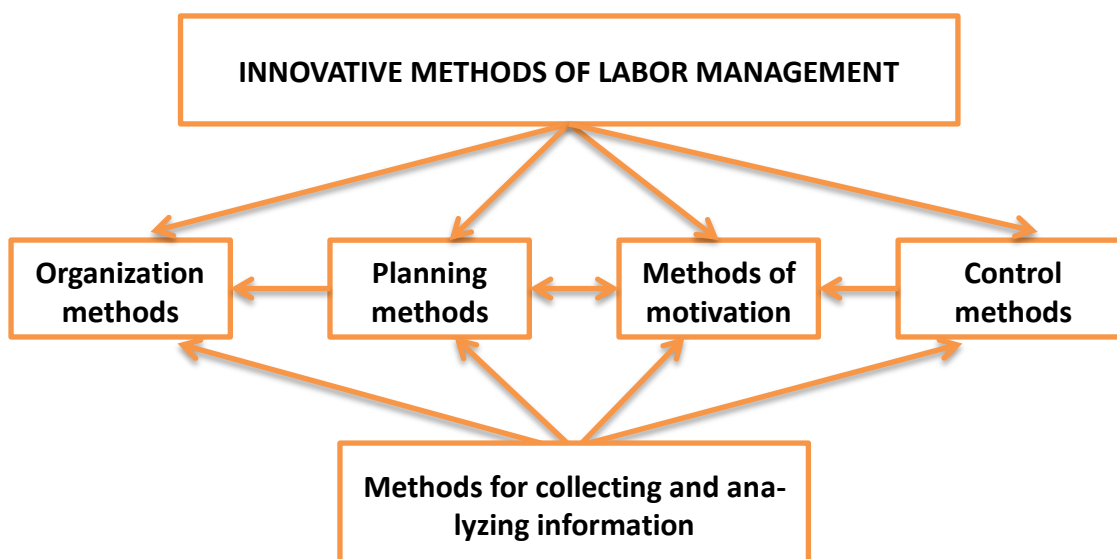 INNOVATIVE METHODS OF LABOR MANAGEMENT
Organization
methods
Planning
methods
Methods of
motivation
Control
methods
Methods for collecting and ana-
lyzing information